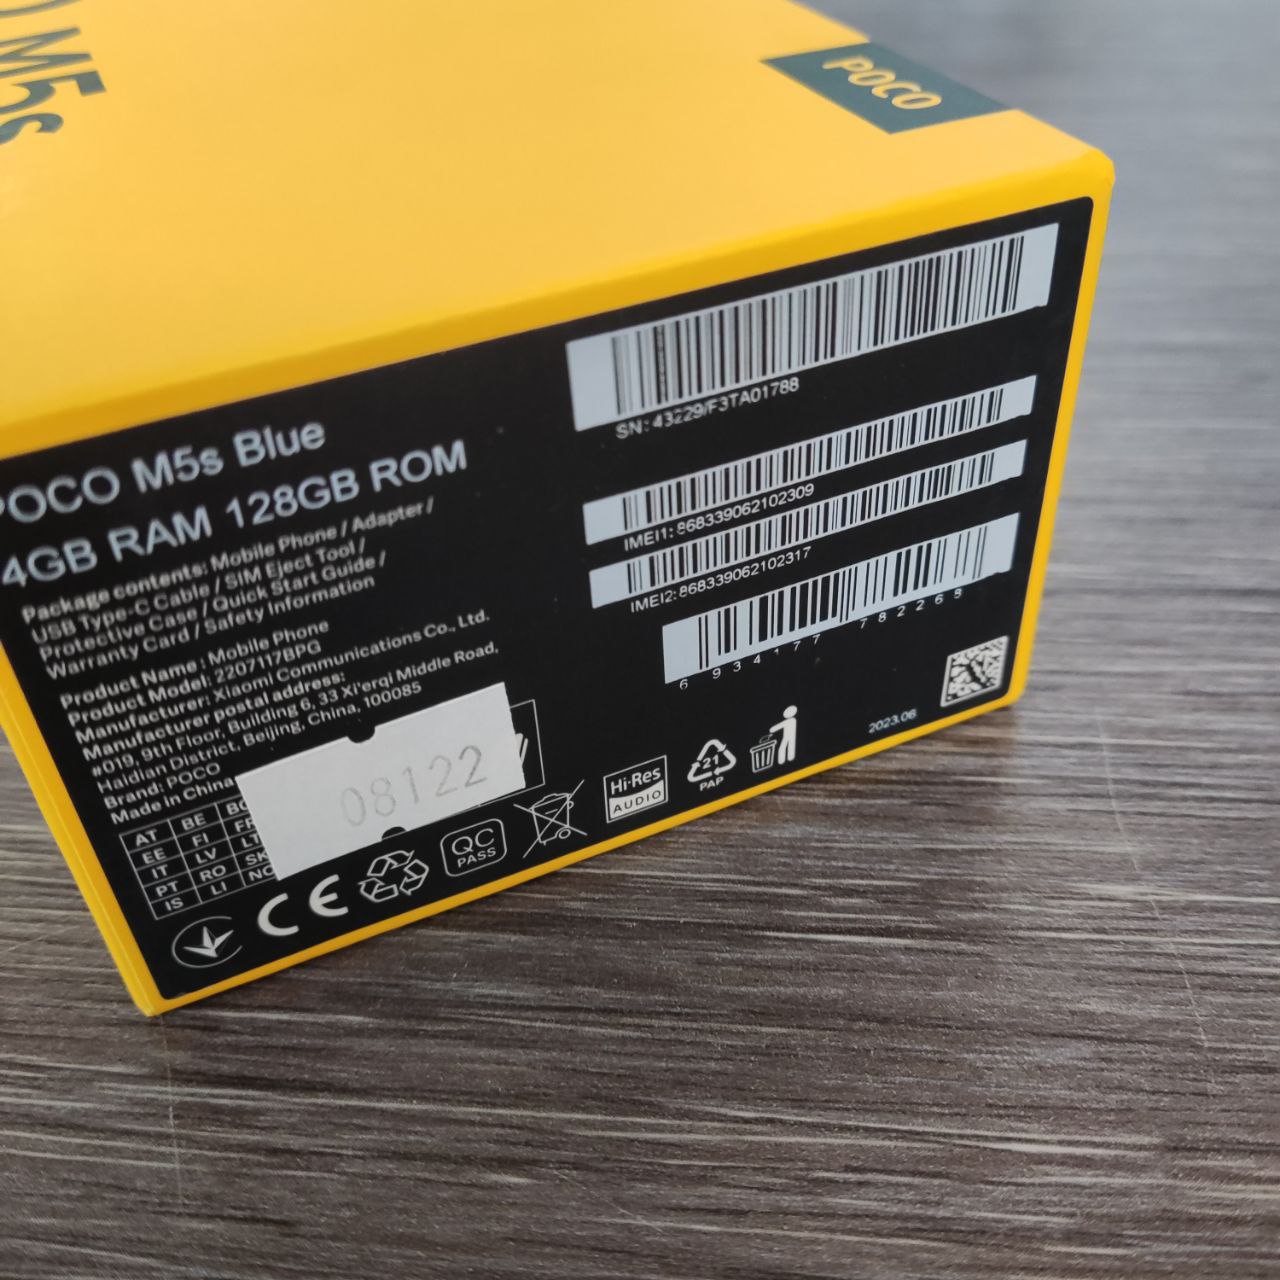 M5s
POCO
POCO M5s Blue
4GB RAM 128GB ROM
Package contents: Mobile Phone / Adapter /
USB Type-C Cable / SIM Eject Tool /
Protective Case / Quick Start Guide /
Warranty Card / Safety Information
Product Name: Mobile Phone
Product Model: 2207117BPG
Manufacturer: Xiaomi Communications Co., Ltd.
Manufacturer postal address:
#019, 9th Floor, Building 6, 33 Xi'erqi Middle Road,
Haidian District, Beijing, China, 100085
Brand: POCO
Made in China
AT BE
EE FI FR
IT LV LT
PT RO SK
IS LI NO
08122
CE
QC
PASS
Hi-Res
AUDIO
21
PAP
2023.06
SN: 43229/F3TA01788
IMEI1: 868339062102309
IMEI2: 868339062102317
6 934177 782268